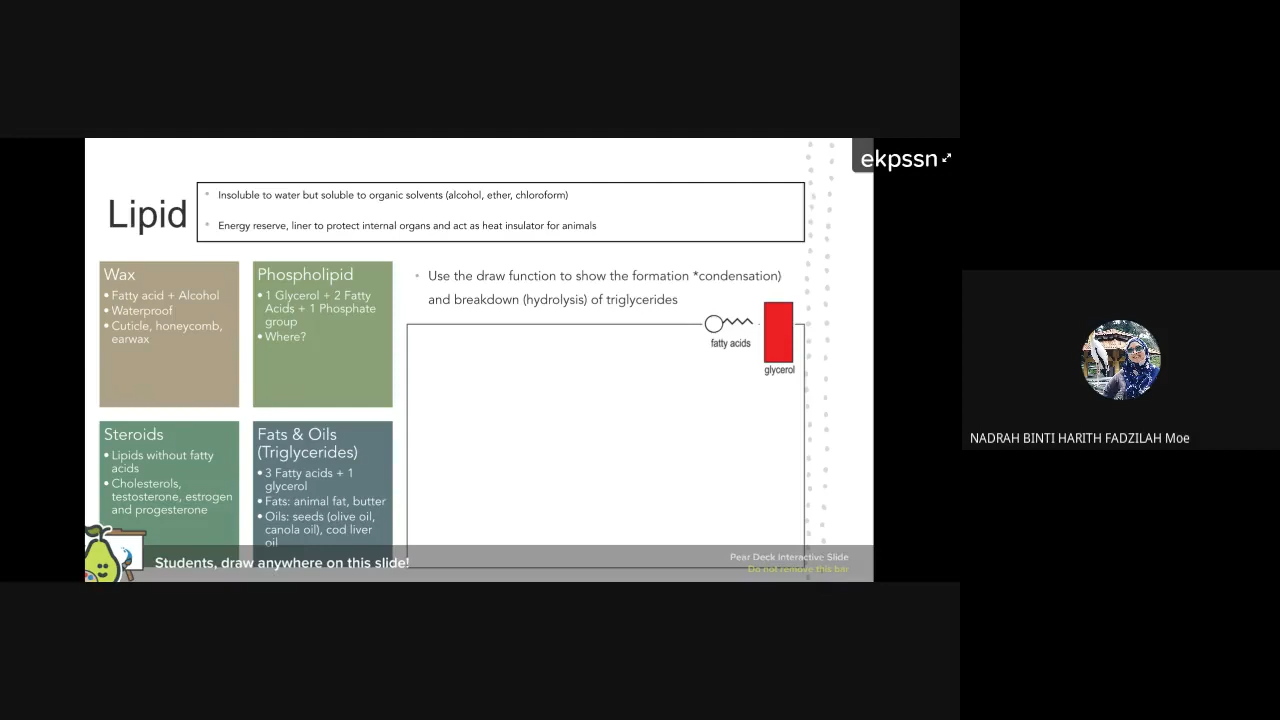 ekpssn
Lipid
Insoluble to water but soluble to organic solvents (alcohol, ether, chloroform)
Energy reserve, liner to protect internal organs and act as heat insulator for animals
Wax
• Fatty acid + Alcohol
• Waterproof
• Cuticle, honeycomb,
earwax
Phospholipid
• 1 Glycerol + 2 Fatty
Acids + 1 Phosphate
group
• Where?
Steroids
• Lipids without fatty
acids
• Cholesterols,
testosterone, estrogen
and progesterone
Fats & Oils
(Triglycerides)
• 3 Fatty acids + 1
glycerol
• Fats: animal fat, butter
• Oils: seeds (olive oil,
canola oil), cod liver
oil
Use the draw function to show the formation *condensation)
and breakdown (hydrolysis) of triglycerides
fatty acids
glycerol
Students, draw anywhere on this slide!
Pear Deck Interactive Slide
Do not remove this bar
NADRAH BINTI HARITH FADZILAH Moe